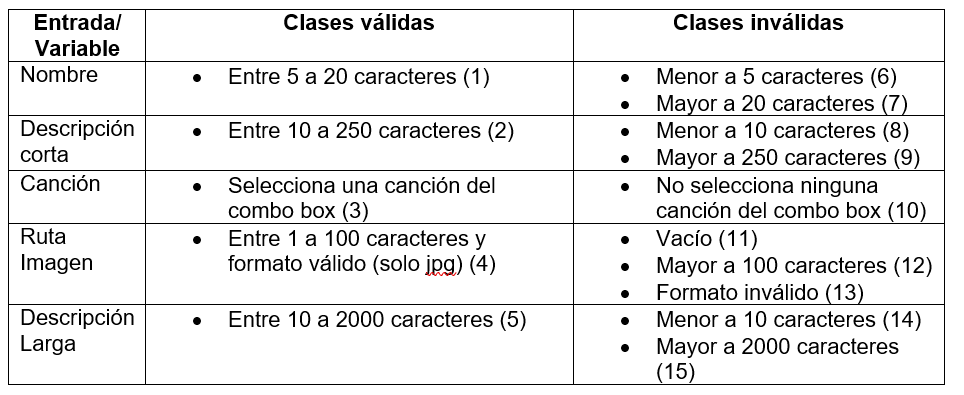 Entrada/ Variable
Clases válidas
Clases inválidas
Nombre
• Entre 5 a 20 caracteres (1)
• Menor a 5 caracteres (6)
• Mayor a 20 caracteres (7)
Descripción corta
• Entre 10 a 250 caracteres (2)
• Menor a 10 caracteres (8)
• Mayor a 250 caracteres (9)
Canción
• Selecciona una canción del
combo box (3)
• No selecciona ninguna
canción del combo box (10)
Ruta
Imagen
• Entre 1 a 100 caracteres y
formato válido (solo jpg) (4)
• Vacío (11)
• Mayor a 100 caracteres (12)
• Formato inválido (13)
Descripción
Larga
• Entre 10 a 2000 caracteres (5)
• Menor a 10 caracteres (14)
• Mayor a 2000 caracteres
(15)